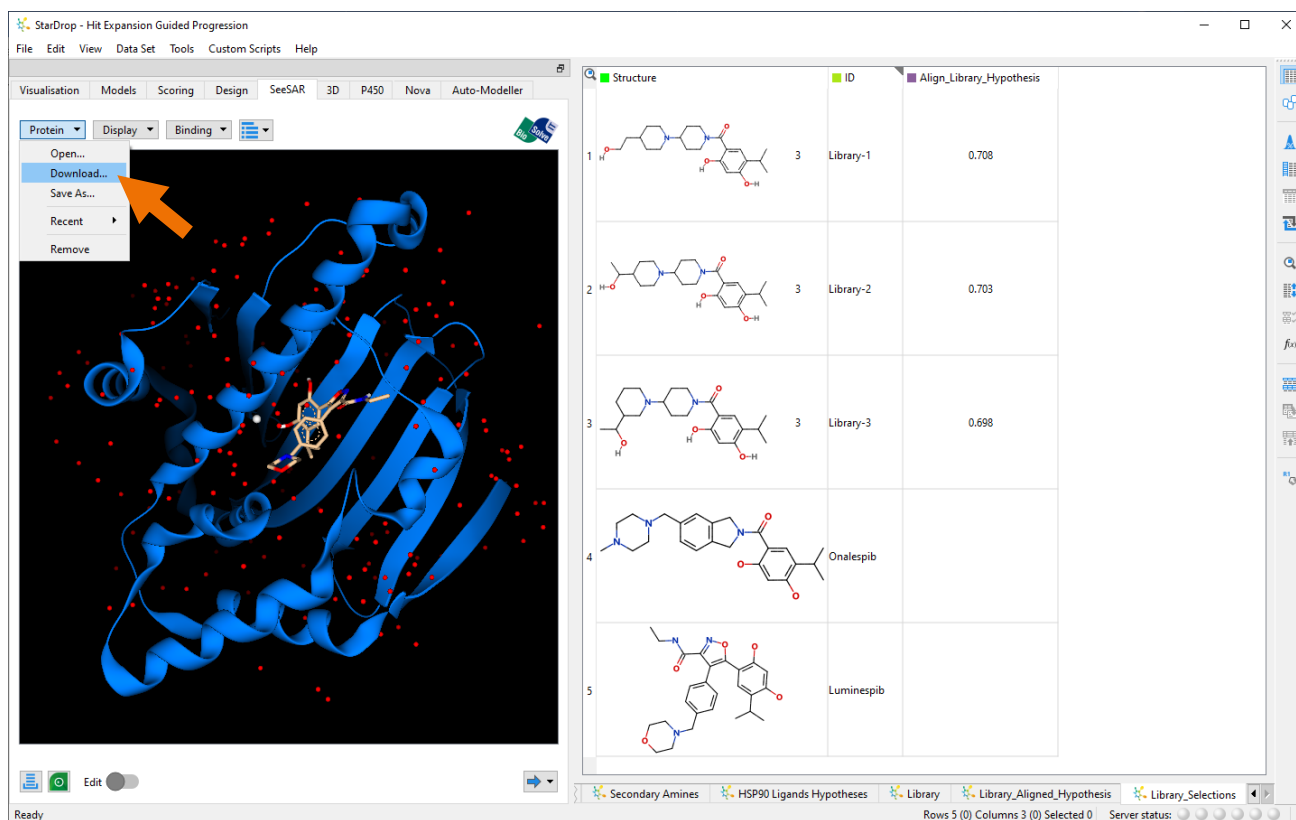 StarDrop - Hit Expansion Guided Progression
File Edit View Data Set Tools Custom Scripts Help
Visualisation Models Scoring Design SeeSAR 3D P450 Nova Auto-Modeller
Protein Display Binding
Bio Solve
Open...
Download...
Save As...
Recent
Remove
Edit
Structure ID Align_Library_Hypothesis
1 H O N N O O H O H 3 Library-1 0.708
2 H O N N O O H O H 3 Library-2 0.703
3 N N O O H O H O H 3 Library-3 0.698
4 N N N O O O Onalespib
5 N N O O O O N O Luminespib
f(x)
R1
Secondary Amines HSP90 Ligands Hypotheses Library Library_Aligned_Hypothesis Library_Selections
Ready Rows 5 (0) Columns 3 (0) Selected 0 Server status: